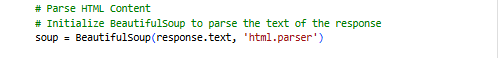 # Parse HTML Content
# Initialize BeautifulSoup to parse the text of the response
soup = BeautifulSoup(response.text, 'html.parser')